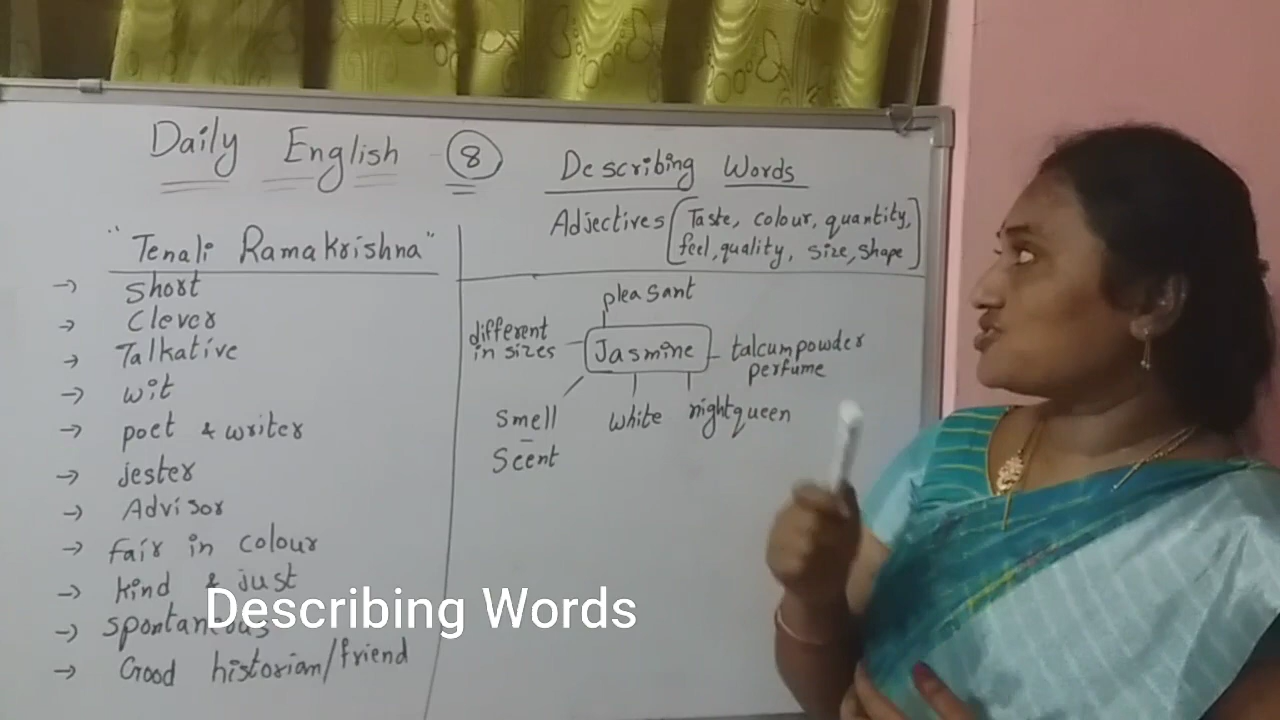 Daily English - 8
"Tenali Ramakrishna"
→ Short
→ Clever
→ Talkative
→ wit
→ poet & writer
→ jester
→ Advisor
→ Fair in colour
→ kind & just
→ spontaneous
→ Good historian/friend
Describing Words
Adjectives [Taste, colour, quantity,
feel, quality, size, shape]
pleasant
different
in sizes
Jasmine
talcum powder
perfume
Smell
-
Scent
white
nightqueen
Describing Words